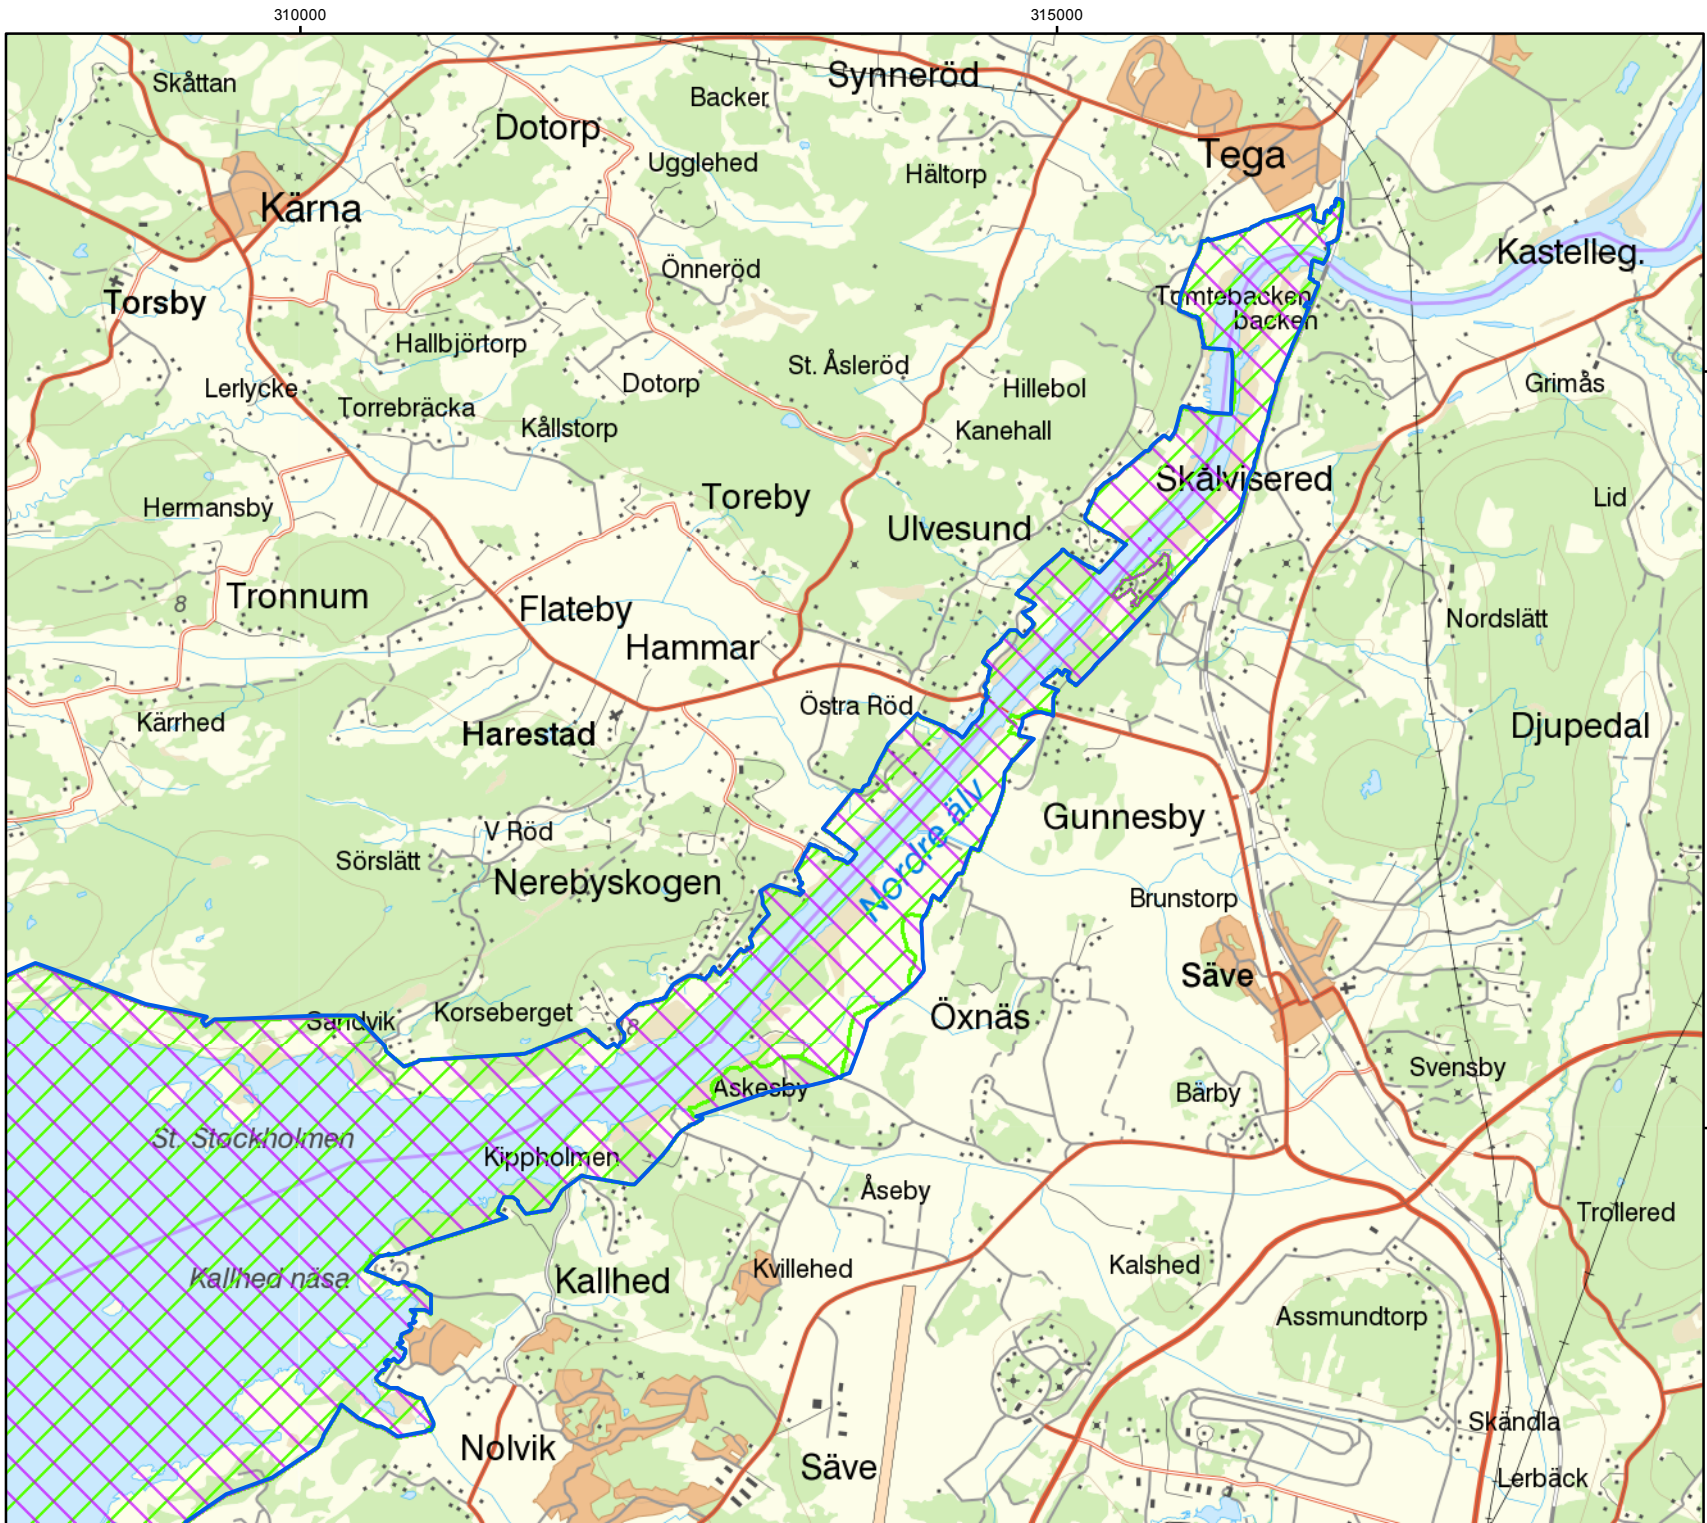 310000
315000
Skåttan
Synneröd
Backer
Dotorp
Tega
Ugglehed
Hältorp
Kärna
Kastelleg.
Önneröd
Torsby
Tomtebacken
backen
Hallbjörtorp
St. Åsleröd
Lerlycke
Dotorp
Hillebol
Grimås
Torrebräcka
Kållstorp
Kanehall
Skålvisered
Toreby
Lid
Hermansby
Ulvesund
Tronnum
8
Flateby
Nordslätt
Hammar
Östra Röd
Kärrhed
Harestad
Djupedal
Nordre älv
Gunnesby
V Röd
Sörslätt
Nerebyskogen
Brunstorp
Säve
Korseberget
Sandvik
Öxnäs
8
Svensby
Askesby
Bärby
St. Stockholmen
Kippholmen
Åseby
Trollered
Kallhed näsa
Kallhed
Kvillehed
Kalshed
Assmundtorp
Skändla
Nolvik
Säve
Lerbäck